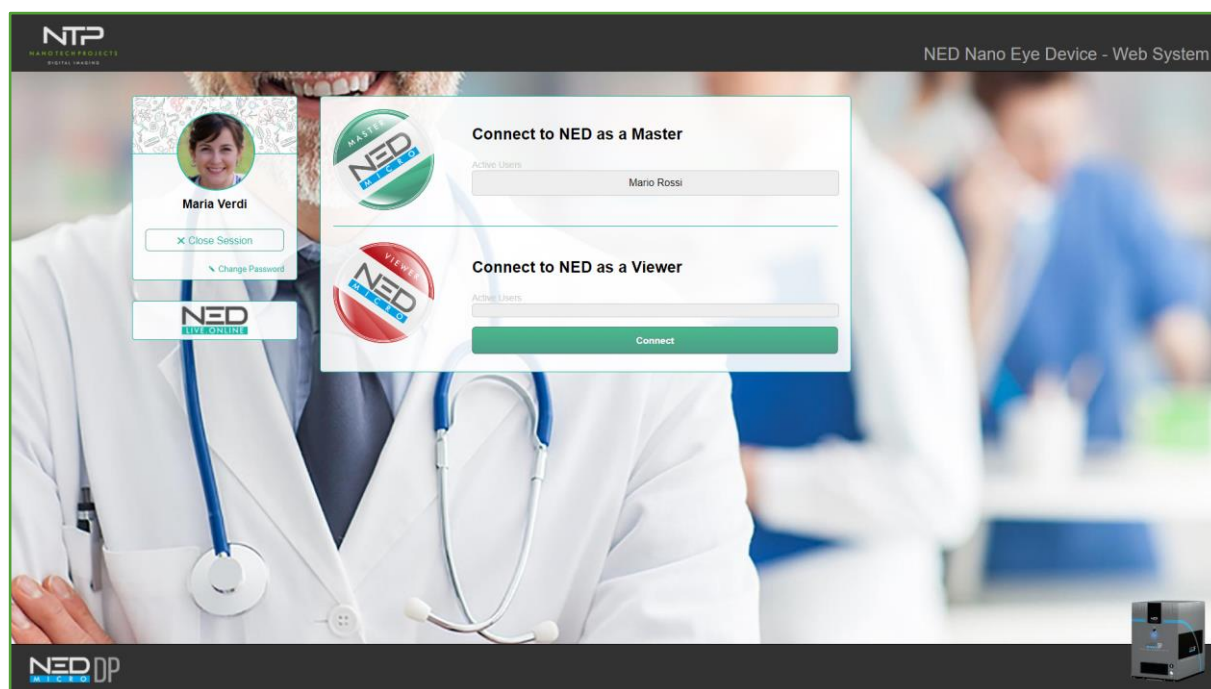 NTP
NANOTECHPROJECTS
DIGITAL IMAGING
NED Nano Eye Device - Web System
Maria Verdi
Close Session
Change Password
NED
LIVE.ONLINE
MASTER
NED
MICRO
Connect to NED as a Master
Active Users
Mario Rossi
VIEWER
NED
MICRO
Connect to NED as a Viewer
Active Users
Connect
NED DP
MICRO